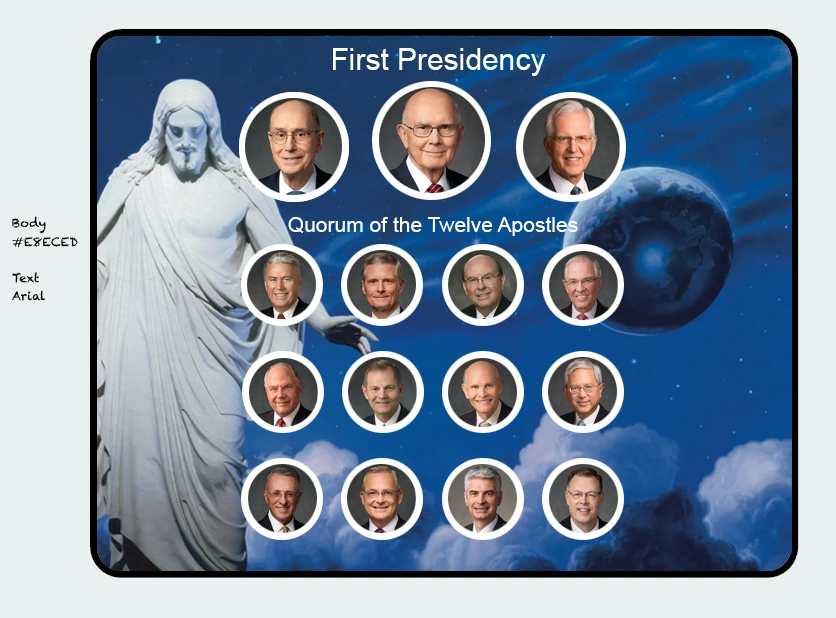 First Presidency
Quorum of the Twelve Apostles
Body
#E8ECED
Text
Arial